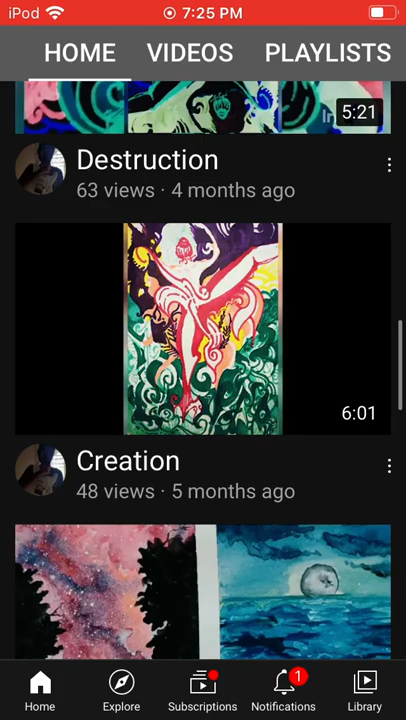 iPod 7:25 PM
HOME VIDEOS PLAYLISTS
5:21
Destruction
63 views · 4 months ago
6:01
Creation
48 views · 5 months ago
1
Home Explore Subscriptions Notifications Library